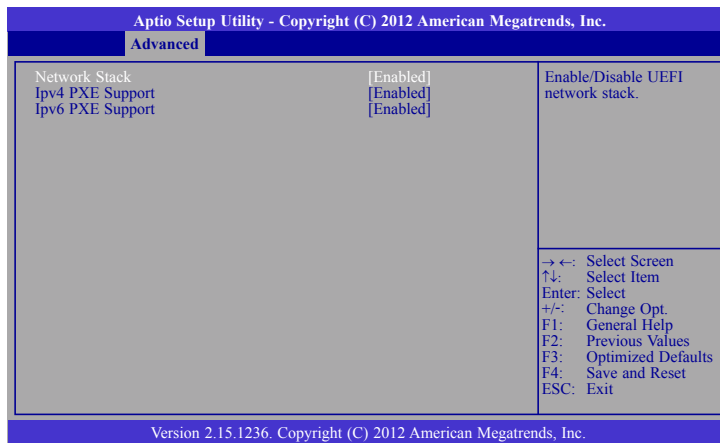 Aptio Setup Utility - Copyright (C) 2012 American Megatrends, Inc.
Advanced
Network Stack [Enabled]
Ipv4 PXE Support [Enabled]
Ipv6 PXE Support [Enabled]
Enable/Disable UEFI
network stack.
→ ←: Select Screen
↑↓: Select Item
Enter: Select
+/-: Change Opt.
F1: General Help
F2: Previous Values
F3: Optimized Defaults
F4: Save and Reset
ESC: Exit
Version 2.15.1236. Copyright (C) 2012 American Megatrends, Inc.